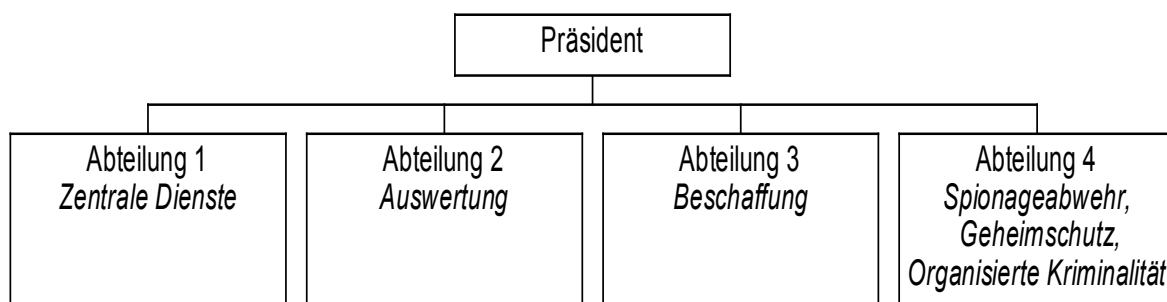 Präsident
Abteilung 1
Zentrale Dienste
Abteilung 2
Auswertung
Abteilung 3
Beschaffung
Abteilung 4
Spionageabwehr,
Geheimschutz,
Organisierte Kriminalität